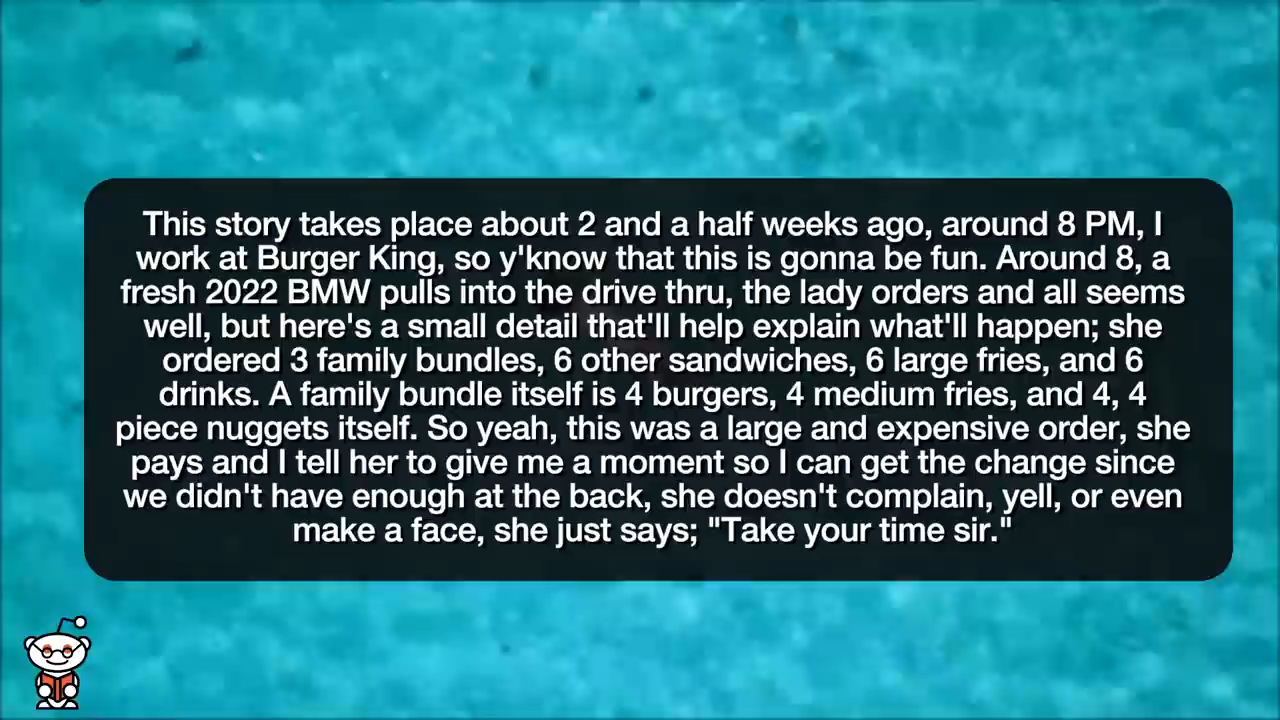 This story takes place about 2 and a half weeks ago, around 8 PM, I
work at Burger King, so y'know that this is gonna be fun. Around 8, a
fresh 2022 BMW pulls into the drive thru, the lady orders and all seems
well, but here's a small detail that'll help explain what'll happen; she
ordered 3 family bundles, 6 other sandwiches, 6 large fries, and 6
drinks. A family bundle itself is 4 burgers, 4 medium fries, and 4, 4
piece nuggets itself. So yeah, this was a large and expensive order, she
pays and I tell her to give me a moment so I can get the change since
we didn't have enough at the back, she doesn't complain, yell, or even
make a face, she just says; "Take your time sir."